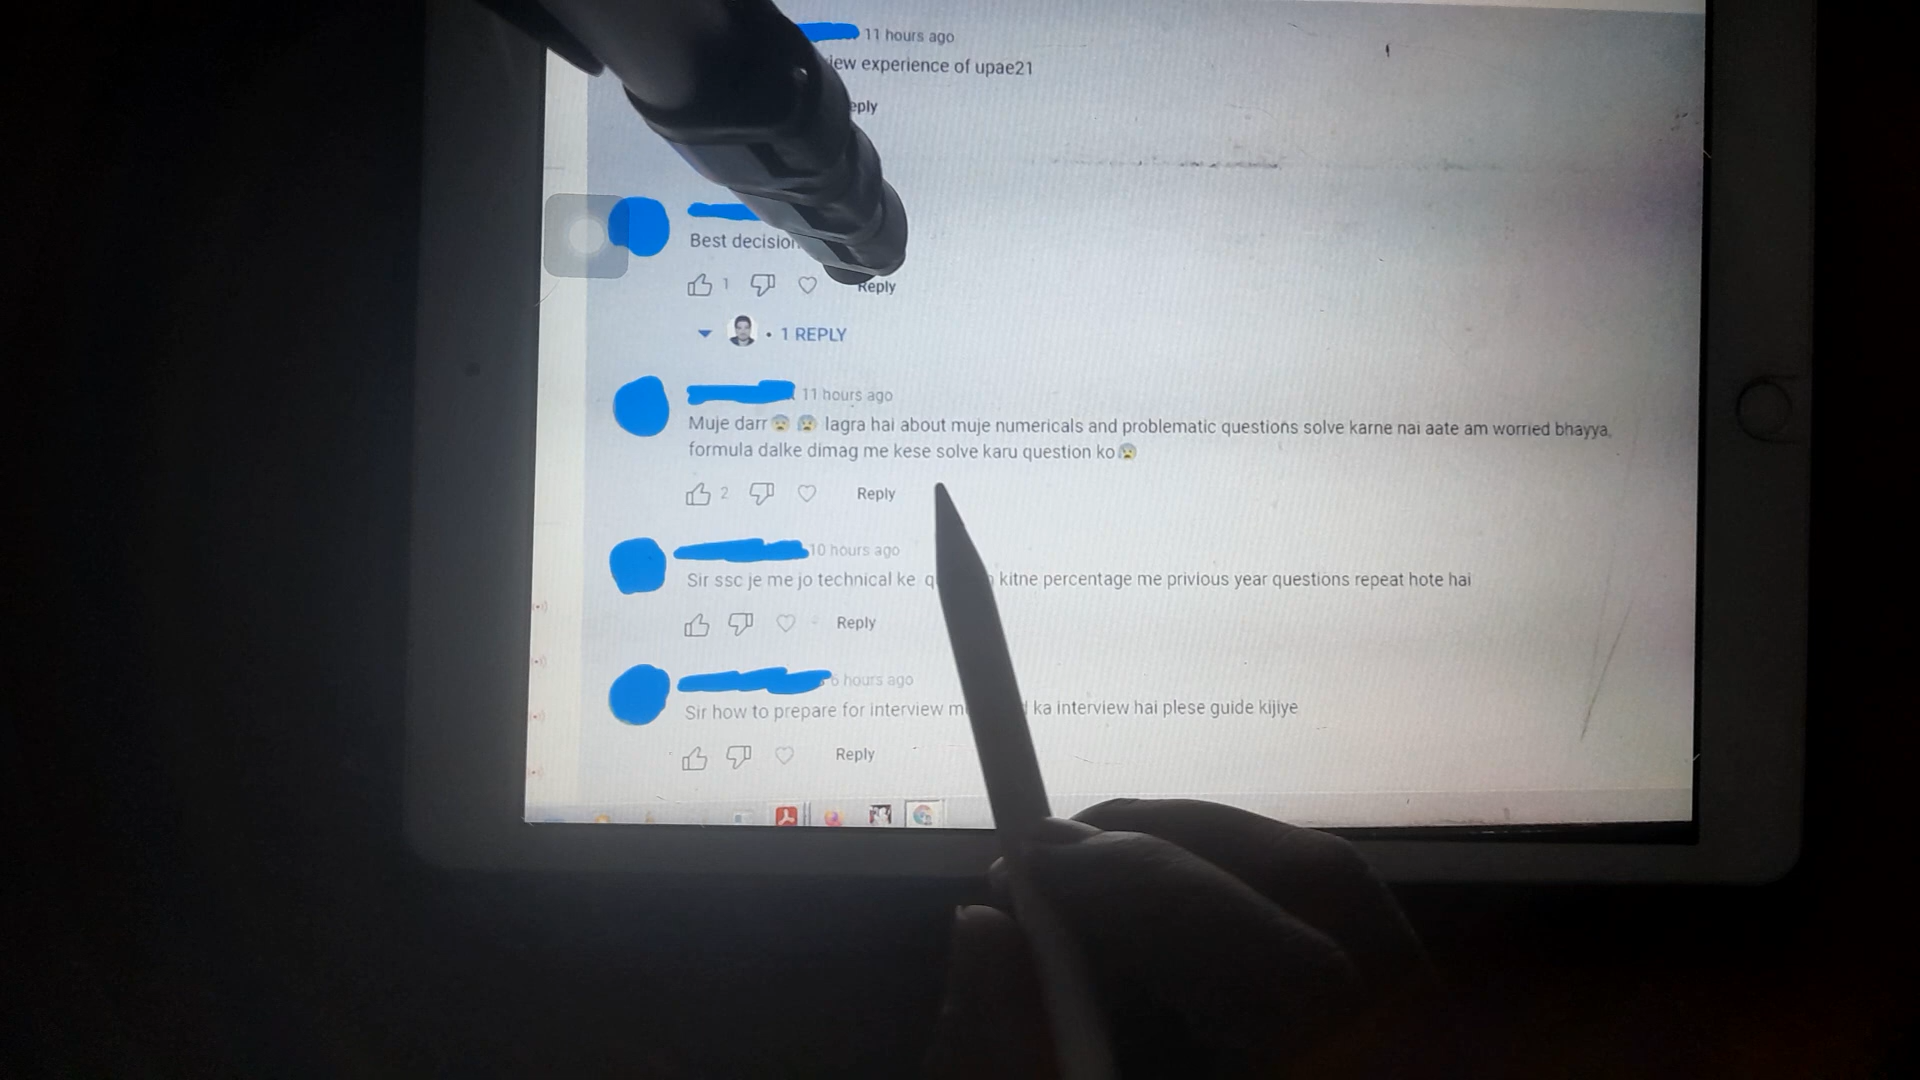 11 hours ago
experience of upae21
Best decision
1 Reply
1 REPLY
11 hours ago
Muje darr😨 😰 lagra hai about muje numericals and problematic questions solve karne nai aate am worried bhayya,
formula dalke dimag me kese solve karu question ko😰
2 Reply
10 hours ago
Sir ssc je me jo technical ke kitne percentage me privious year questions repeat hote hai
Reply
6 hours ago
Sir how to prepare for interview ka interview hai plese guide kijiye
Reply